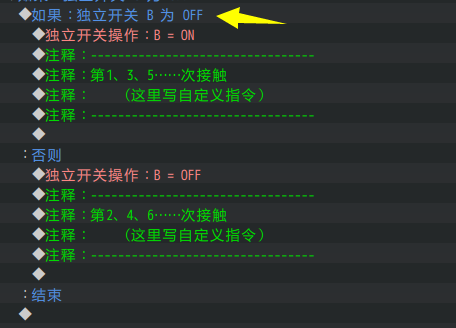 ◆如果：独立开关 B 为 OFF
◆独立开关操作：B = ON
◆注释：--------------------------------
◆注释：第1、3、5……次接触
◆注释：　　（这里写自定义指令）
◆注释：--------------------------------
◆
：否则
◆独立开关操作：B = OFF
◆注释：--------------------------------
◆注释：第2、4、6……次接触
◆注释：　　（这里写自定义指令）
◆注释：--------------------------------
◆
：结束
◆